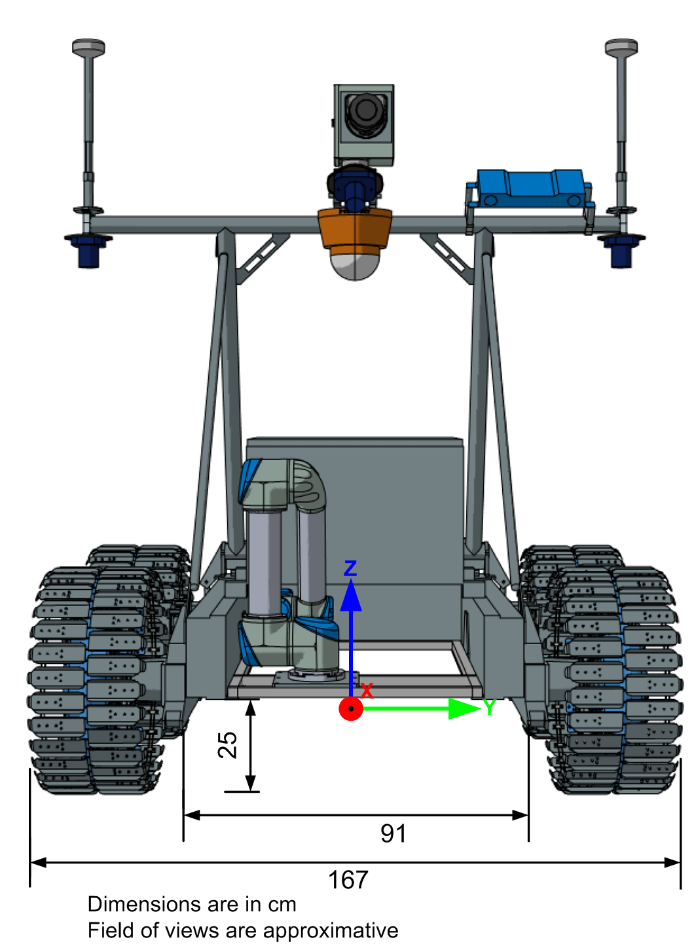 Z
X
Y
25
91
167
Dimensions are in cm
Field of views are approximative